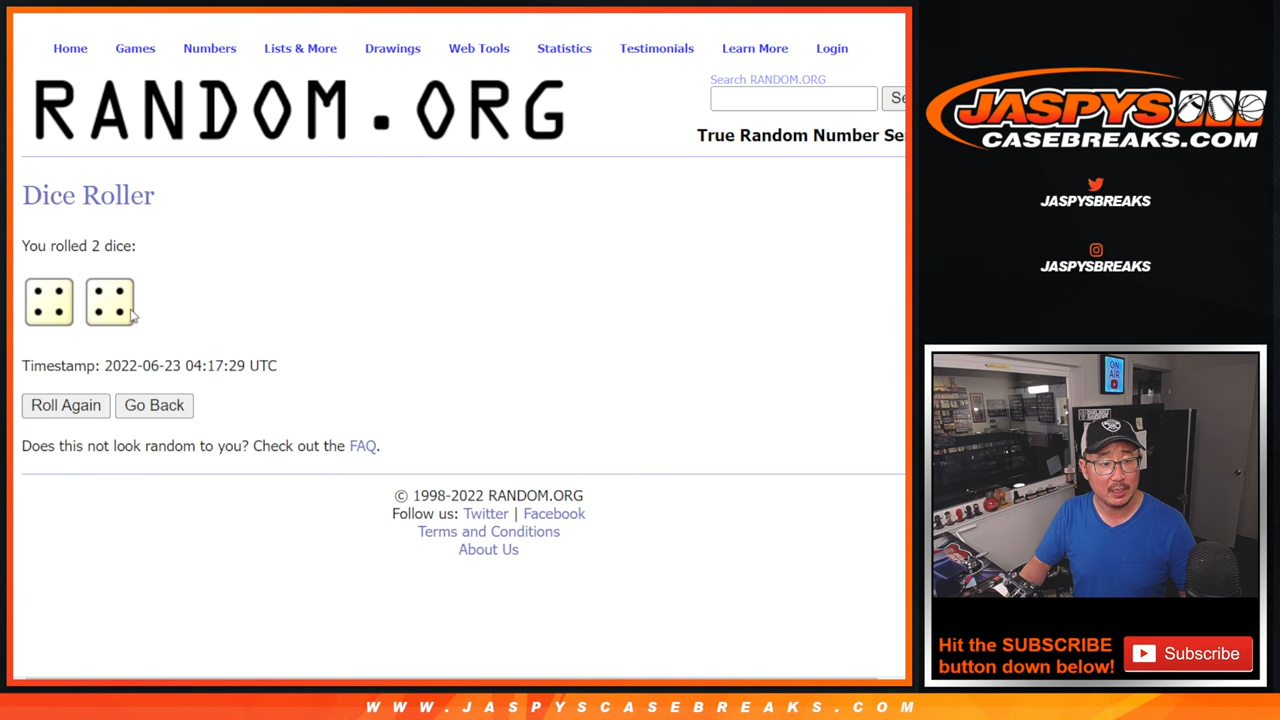 Home Games Numbers Lists & More Drawings Web Tools Statistics Testimonials Learn More Login
RANDOM.ORG
Search RANDOM.ORG
Se
True Random Number Se
Dice Roller
You rolled 2 dice:
Timestamp: 2022-06-23 04:17:29 UTC
Roll Again Go Back
Does this not look random to you? Check out the FAQ.
© 1998-2022 RANDOM.ORG
Follow us: Twitter | Facebook
Terms and Conditions
About Us
JASPYS
CASEBREAKS.COM
JASPYSBREAKS
JASPYSBREAKS
ON
AIR
Hit the SUBSCRIBE
button down below!
Subscribe
WWW.JASPYSCASEBREAKS.COM